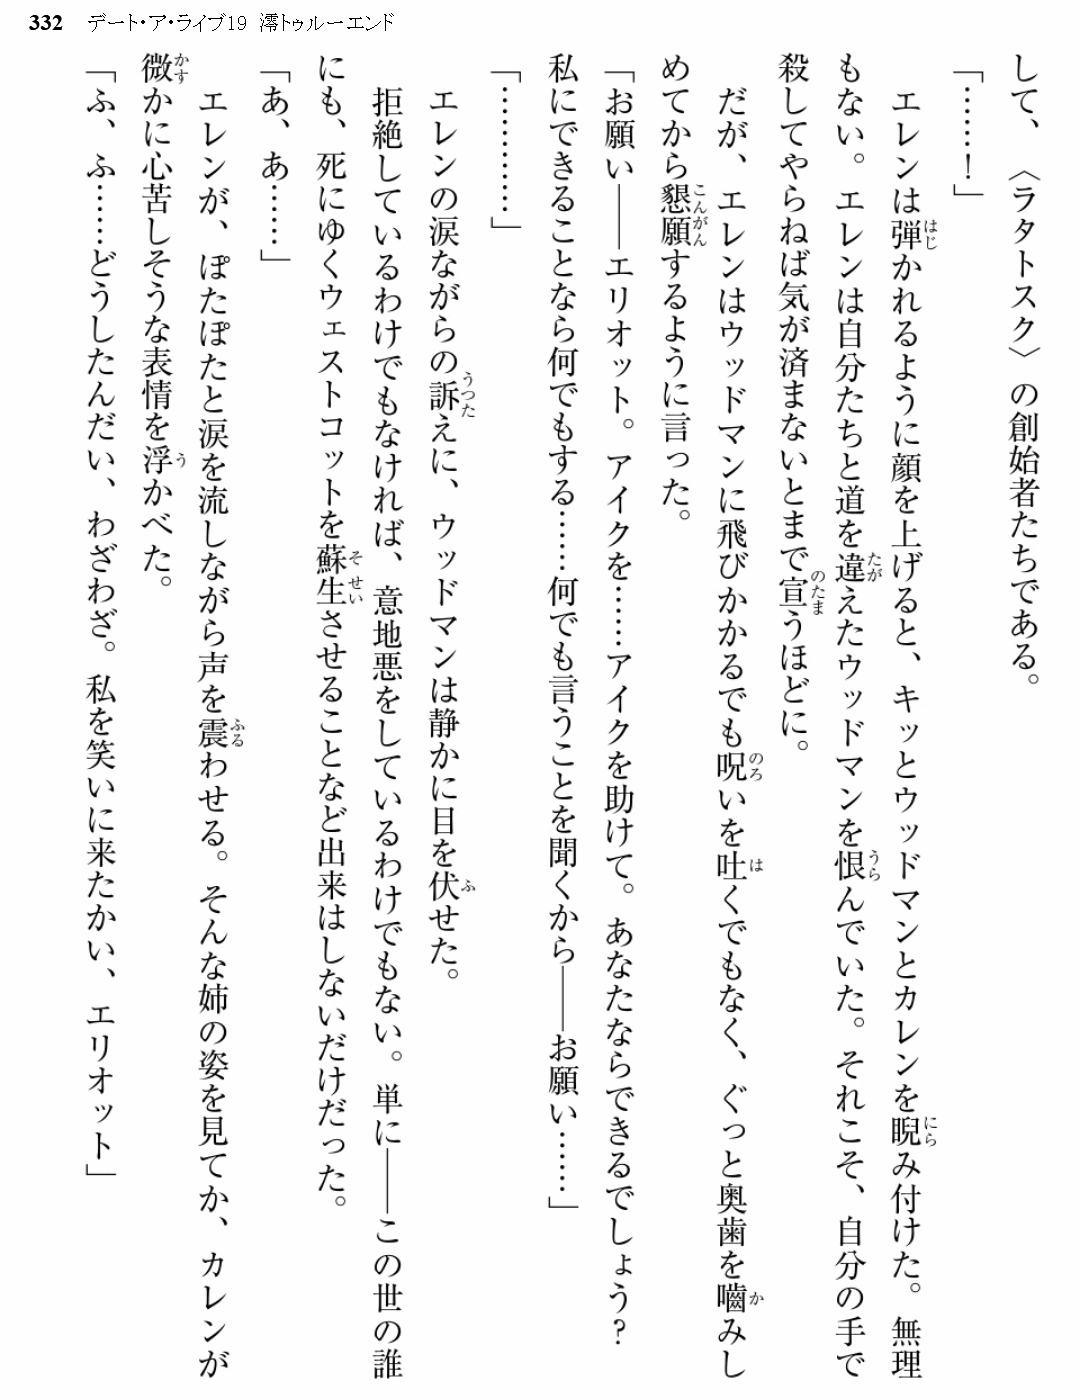 332 デート・ア・ライブ19 澪トゥルーエンド
して、〈ラタトスク〉の創始者たちである。
「……！」
エレンは弾かれるように顔を上げると、キッとウッドマンとカレンを睨み付けた。無理
もない。エレンは自分たちと道を違えたウッドマンを恨んでいた。それこそ、自分の手で
殺してやらねば気が済まないとまで宣うほどに。
だが、エレンはウッドマンに飛びかかるでも呪いを吐くでもなく、ぐっと奥歯を嚙みし
めてから懇願するように言った。
「お願い――エリオット。アイクを……アイクを助けて。あなたならできるでしょう？
私にできることなら何でもする……何でも言うことを聞くから――お願い……」
「…………」
エレンの涙ながらの訴えに、ウッドマンは静かに目を伏せた。
拒絶しているわけでもなければ、意地悪をしているわけでもない。単に――この世の誰
にも、死にゆくウェストコットを蘇生させることなど出来はしないだけだった。
「あ、あ……」
エレンが、ぽたぽたと涙を流しながら声を震わせる。そんな姉の姿を見てか、カレンが
微かに心苦しそうな表情を浮かべた。
「ふ、ふ……どうしたんだい、わざわざ。私を笑いに来たかい、エリオット」